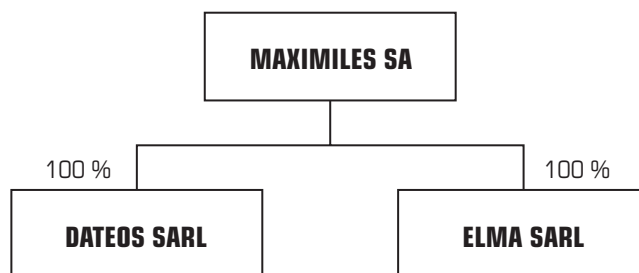 MAXIMILES SA
100 %
100 %
DATEOS SARL
ELMA SARL